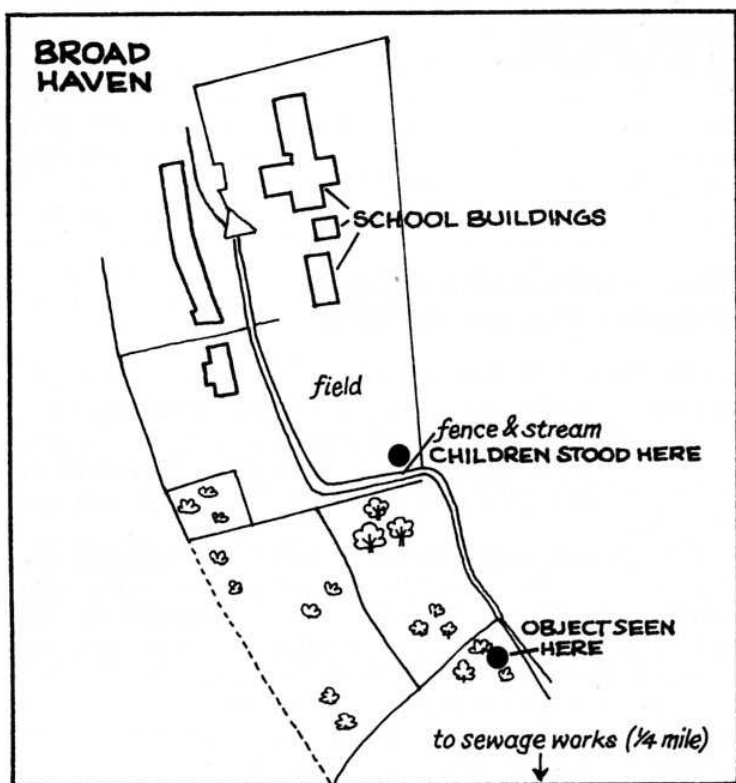 BROAD
HAVEN
SCHOOL BUILDINGS
field
fence & stream
CHILDREN STOOD HERE
OBJECT SEEN
HERE
to sewage works (¼ mile)